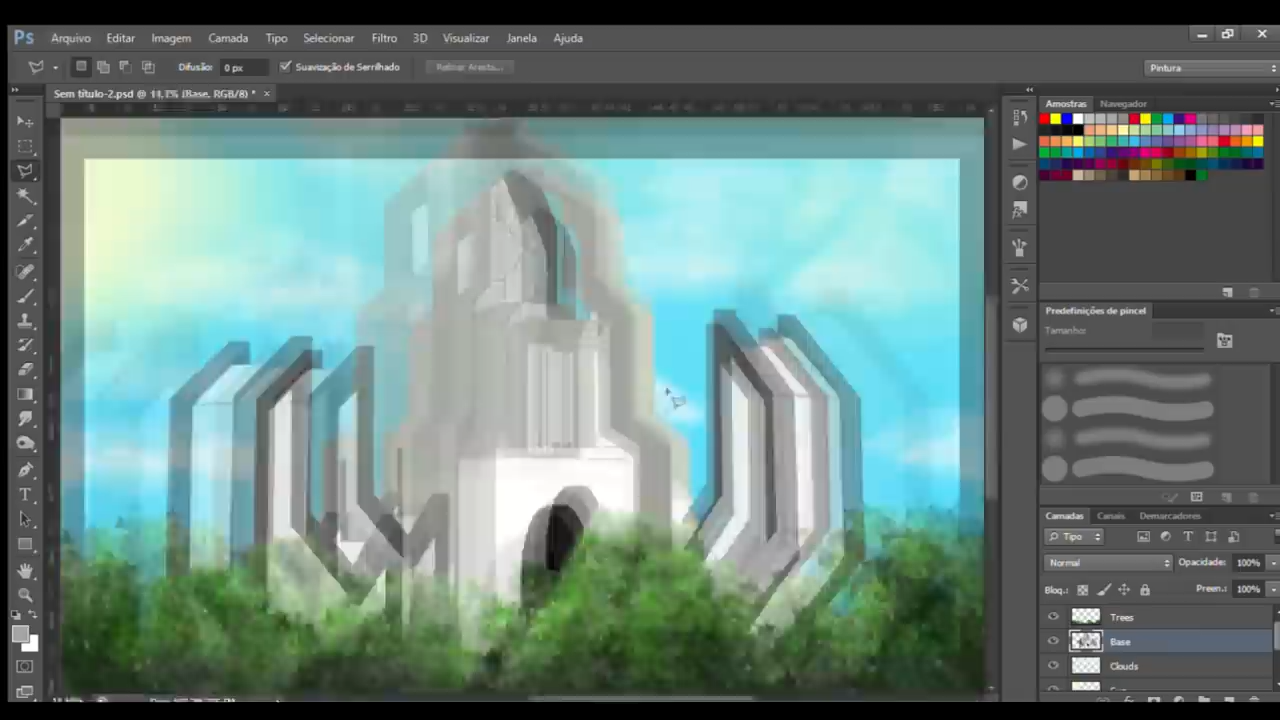 Ps Arquivo Editar Imagem Camada Tipo Selecionar Filtro 3D Visualizar Janela Ajuda
Difusão: 0 px Suavização de Serrilhado Refinar Aresta... Pintura
Sem título-2.psd @ (Base, RGB/8) * ×
Amostras Navegador
Predefinições de pincel
Tamanho:
Camadas Canais Demarcadores
Tipo
Normal Opacidade: 100%
Bloq.: Preen.: 100%
Trees
Base
Clouds